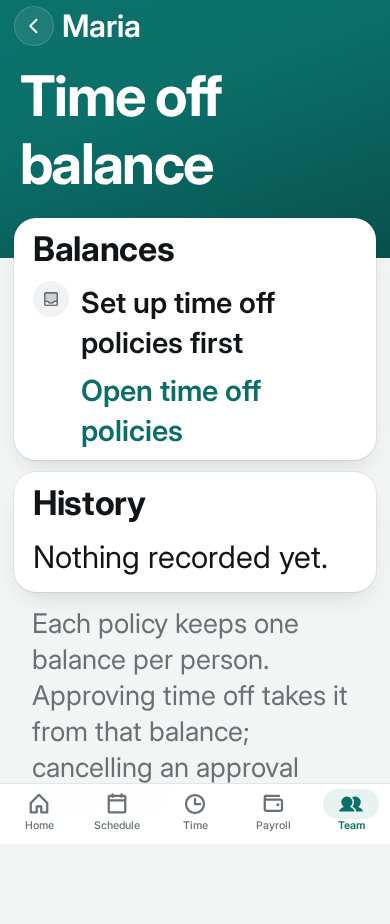 Maria
Time off
balance
Balances
Set up time off
policies first
Open time off
policies
History
Nothing recorded yet.
Each policy keeps one
balance per person.
Approving time off takes it
from that balance;
cancelling an approval
Home
Schedule
Time
Payroll
Team